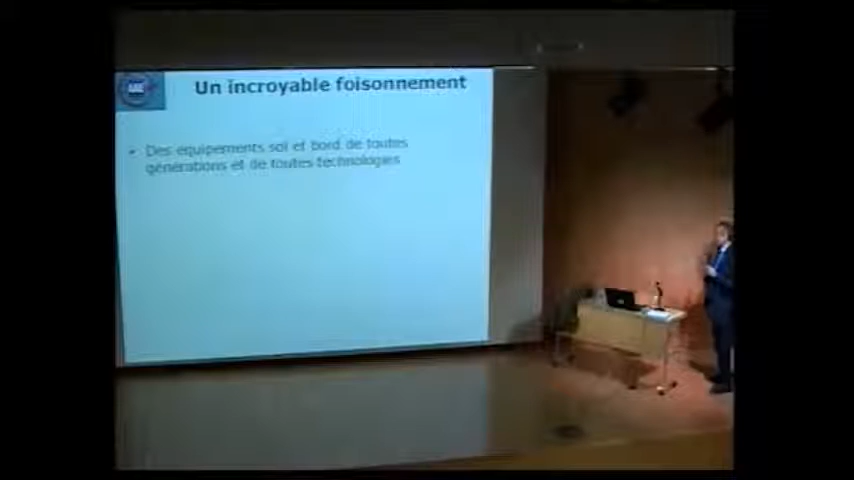 Un incroyable foisonnement
• Des équipements sol et bord de toutes
générations et de toutes technologies